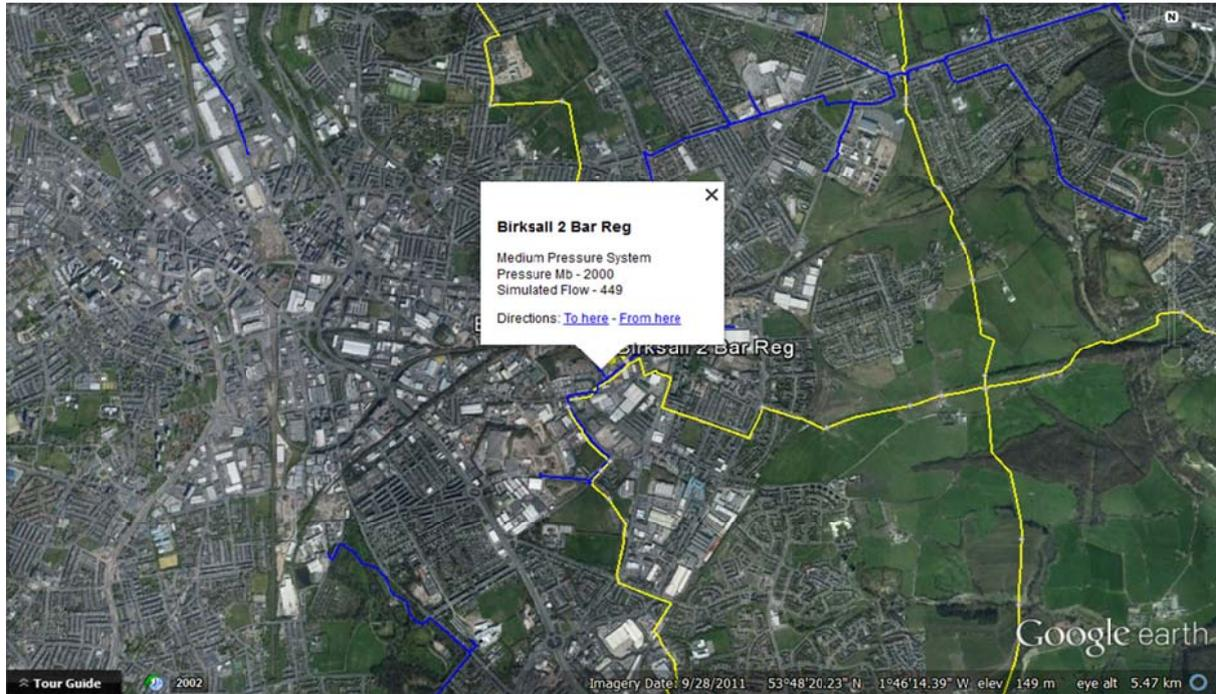 N
Birksall 2 Bar Reg
Medium Pressure System
Pressure Mb - 2000
Simulated Flow - 449
Directions: To here - From here
Birksall 2 Bar Reg
Google earth
Tour Guide
2002
Imagery Date: 9/28/2011 53°48'20.23" N 1°46'14.39" W elev 149 m eye alt 5.47 km